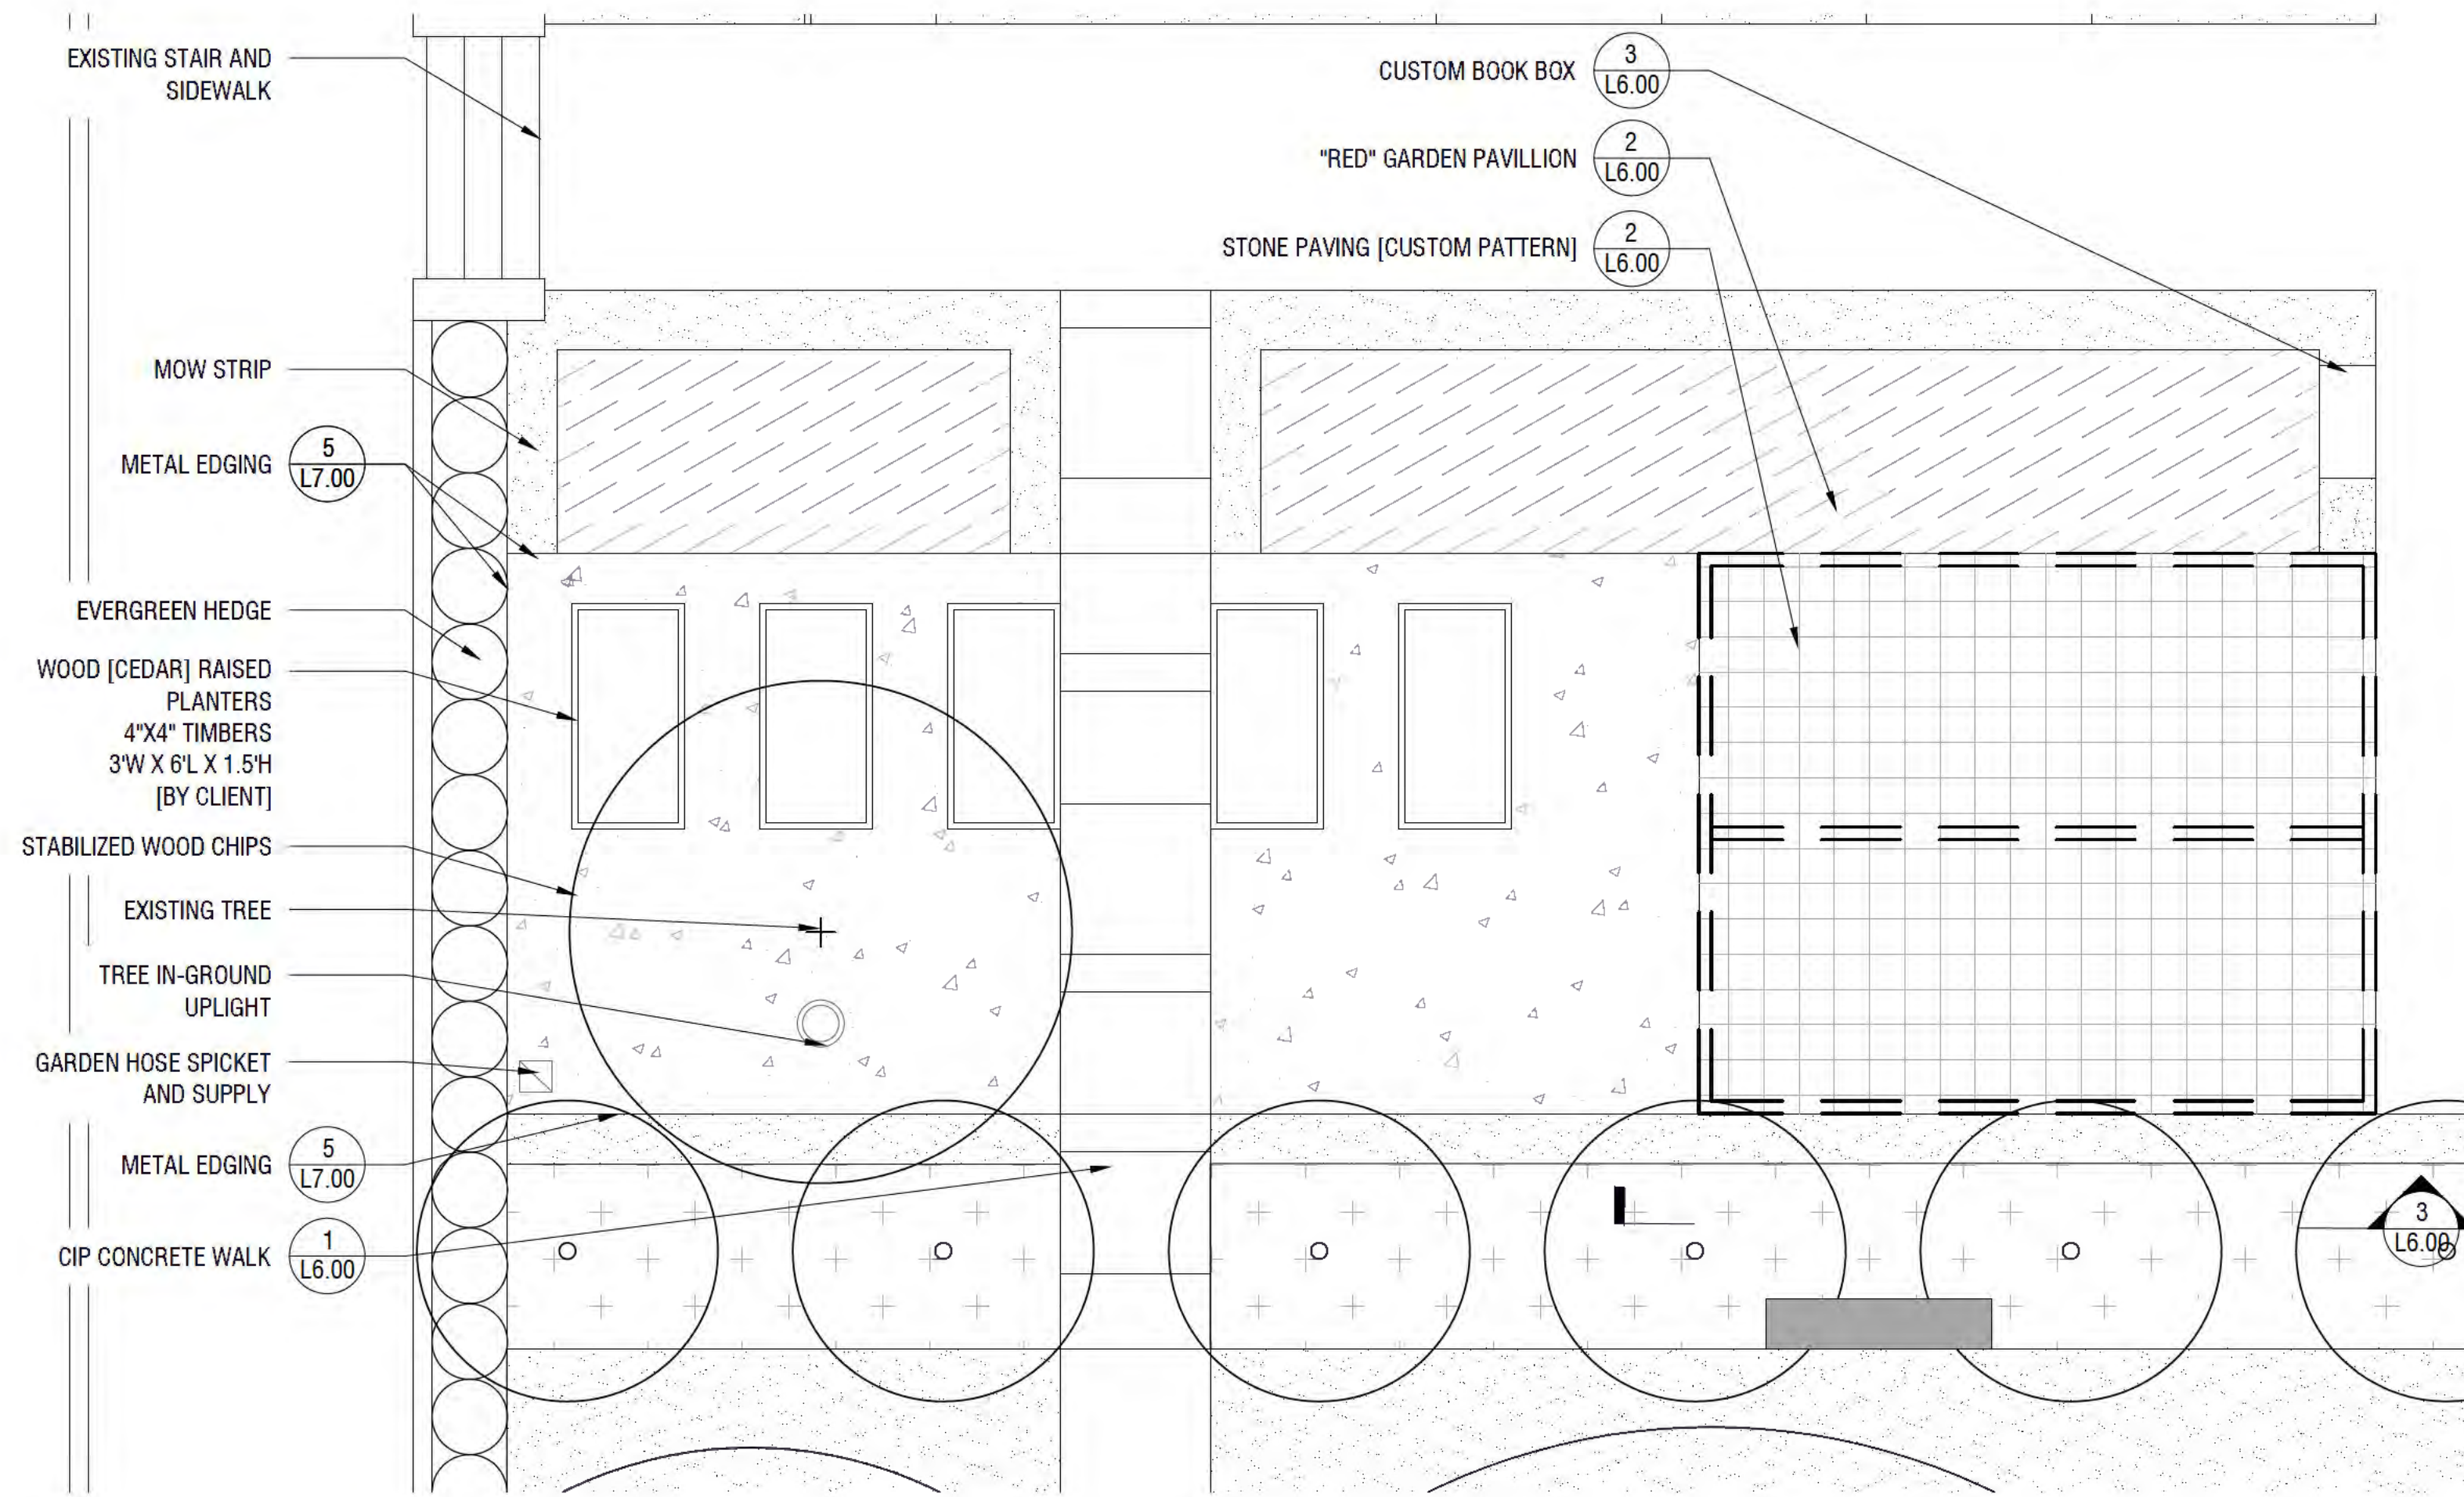 EXISTING STAIR AND
SIDEWALK
CUSTOM BOOK BOX
3
L6.00
"RED" GARDEN PAVILLION
2
L6.00
STONE PAVING [CUSTOM PATTERN]
2
L6.00
MOW STRIP
METAL EDGING
5
L7.00
EVERGREEN HEDGE
WOOD [CEDAR] RAISED
PLANTERS
4"X4" TIMBERS
3'W X 6'L X 1.5'H
[BY CLIENT]
STABILIZED WOOD CHIPS
EXISTING TREE
TREE IN-GROUND
UPLIGHT
GARDEN HOSE SPICKET
AND SUPPLY
METAL EDGING
5
L7.00
CIP CONCRETE WALK
1
L6.00
3
L6.00